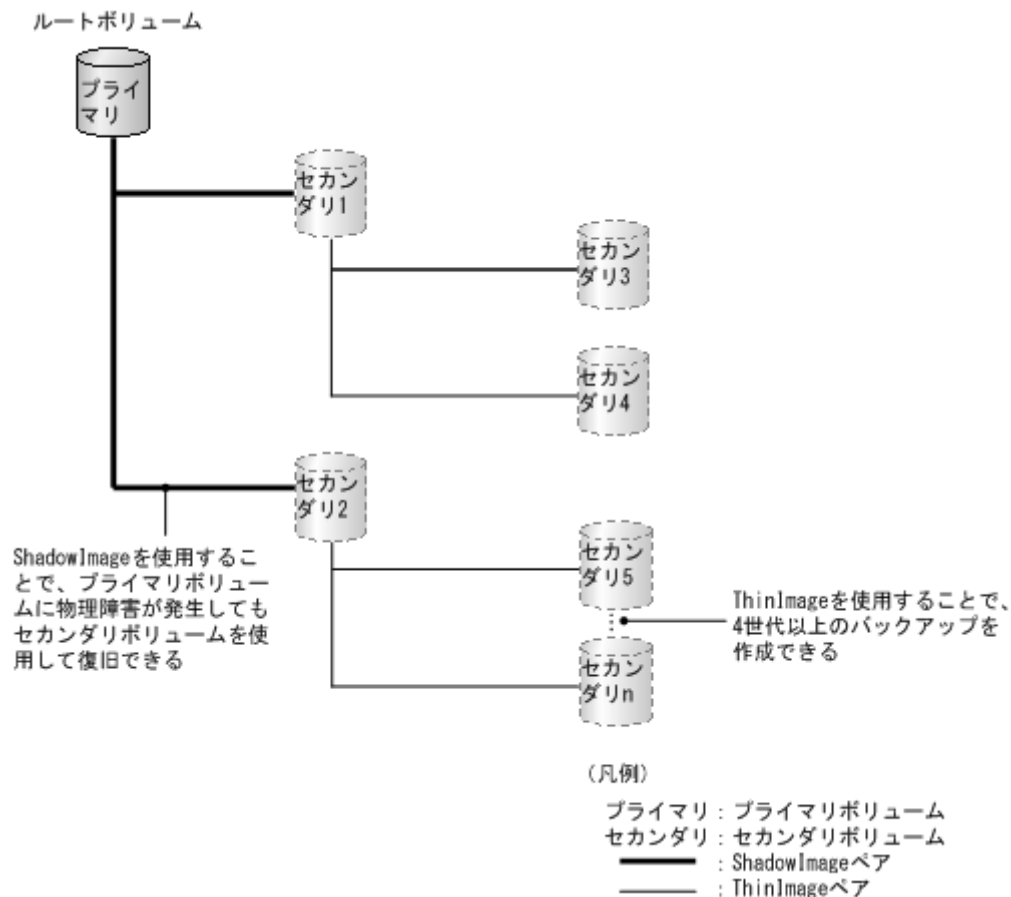 ルートボリューム
プライ
マリ
セカン
ダリ1
セカン
ダリ3
セカン
ダリ4
セカン
ダリ2
ShadowImageを使用するこ
とで、プライマリボリュー
ムに物理障害が発生しても
セカンダリボリュームを使
用して復旧できる
セカン
ダリ5
ThinImageを使用することで、
4世代以上のバックアップを
作成できる
セカン
ダリn
（凡例）
プライマリ：プライマリボリューム
セカンダリ：セカンダリボリューム
：ShadowImageペア
：ThinImageペア